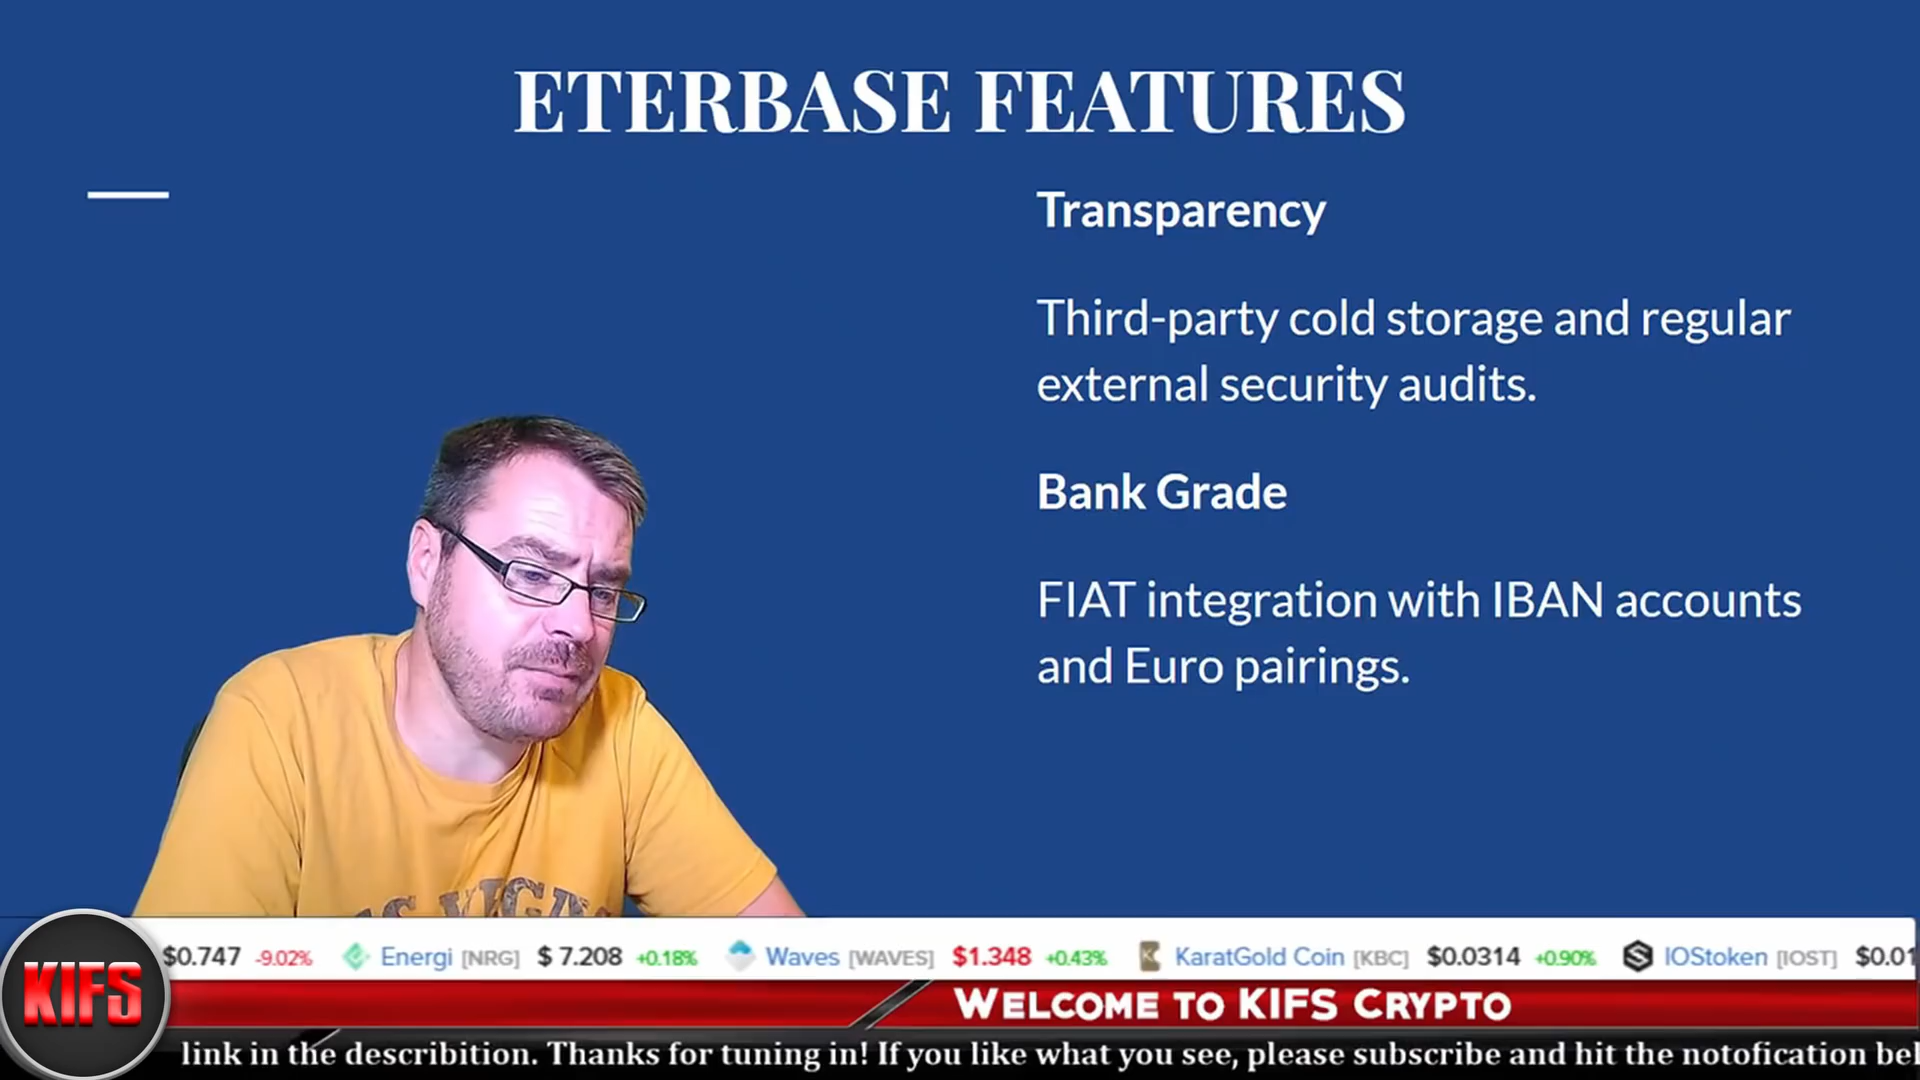 ETERBASE FEATURES
Transparency
Third-party cold storage and regular
external security audits.
Bank Grade
FIAT integration with IBAN accounts
and Euro pairings.
$0.747 -9.02% Energi [NRG] $ 7.208 +0.18% Waves [WAVES] $1.348 +0.43% KaratGold Coin [KBC] $0.0314 +0.90% IOStoken [IOST] $0.01
KIFS
WELCOME TO KIFS CRYPTO
link in the describition. Thanks for tuning in! If you like what you see, please subscribe and hit the notofication bel